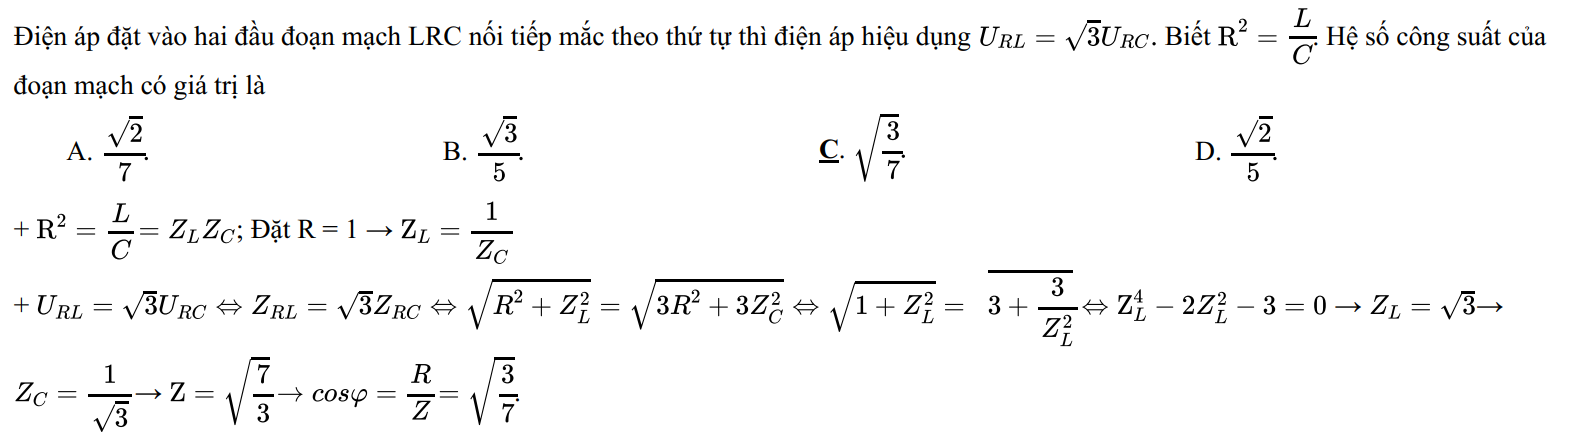 Điện áp đặt vào hai đầu đoạn mạch LRC nối tiếp mắc theo thứ tự thì điện áp hiệu dụng $U_{RL} = \sqrt{3}U_{RC}$. Biết $R^2 = \frac{L}{C}$. Hệ số công suất của
đoạn mạch có giá trị là
A. $\frac{\sqrt{2}}{7}$. B. $\frac{\sqrt{3}}{5}$. C. $\sqrt{\frac{3}{7}}$. D. $\frac{\sqrt{2}}{5}$.
+ $R^2 = \frac{L}{C} = Z_L Z_C$; Đặt R = 1 → $Z_L = \frac{1}{Z_C}$
+ $U_{RL} = \sqrt{3}U_{RC} \Leftrightarrow Z_{RL} = \sqrt{3}Z_{RC} \Leftrightarrow \sqrt{R^2 + Z_L^2} = \sqrt{3R^2 + 3Z_C^2} \Leftrightarrow \sqrt{1 + Z_L^2} = \overline{3 + \frac{3}{Z_L^2}} \Leftrightarrow Z_L^4 - 2Z_L^2 - 3 = 0 \rightarrow Z_L = \sqrt{3} \rightarrow$
$Z_C = \frac{1}{\sqrt{3}} \rightarrow Z = \sqrt{\frac{7}{3}} \rightarrow cos\varphi = \frac{R}{Z} = \sqrt{\frac{3}{7}}$.